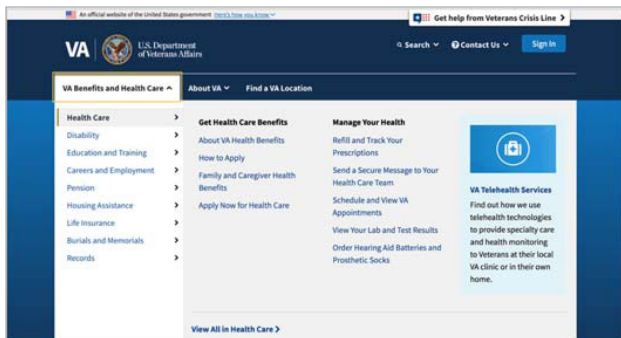 An official website of the United States government Here's how you know
Get help from Veterans Crisis Line
VA
U.S. Department
of Veterans Affairs
Search
Contact Us
Sign In
VA Benefits and Health Care
About VA
Find a VA Location
Health Care
Disability
Education and Training
Careers and Employment
Pension
Housing Assistance
Life Insurance
Burials and Memorials
Records
Get Health Care Benefits
About VA Health Benefits
How to Apply
Family and Caregiver Health
Benefits
Apply Now for Health Care
Manage Your Health
Refill and Track Your
Prescriptions
Send a Secure Message to Your
Health Care Team
Schedule and View VA
Appointments
View Your Lab and Test Results
Order Hearing Aid Batteries and
Prosthetic Socks
VA Telehealth Services
Find out how we use
telehealth technologies
to provide specialty care
and health monitoring
to Veterans at their local
VA clinic or in their own
home.
View All in Health Care